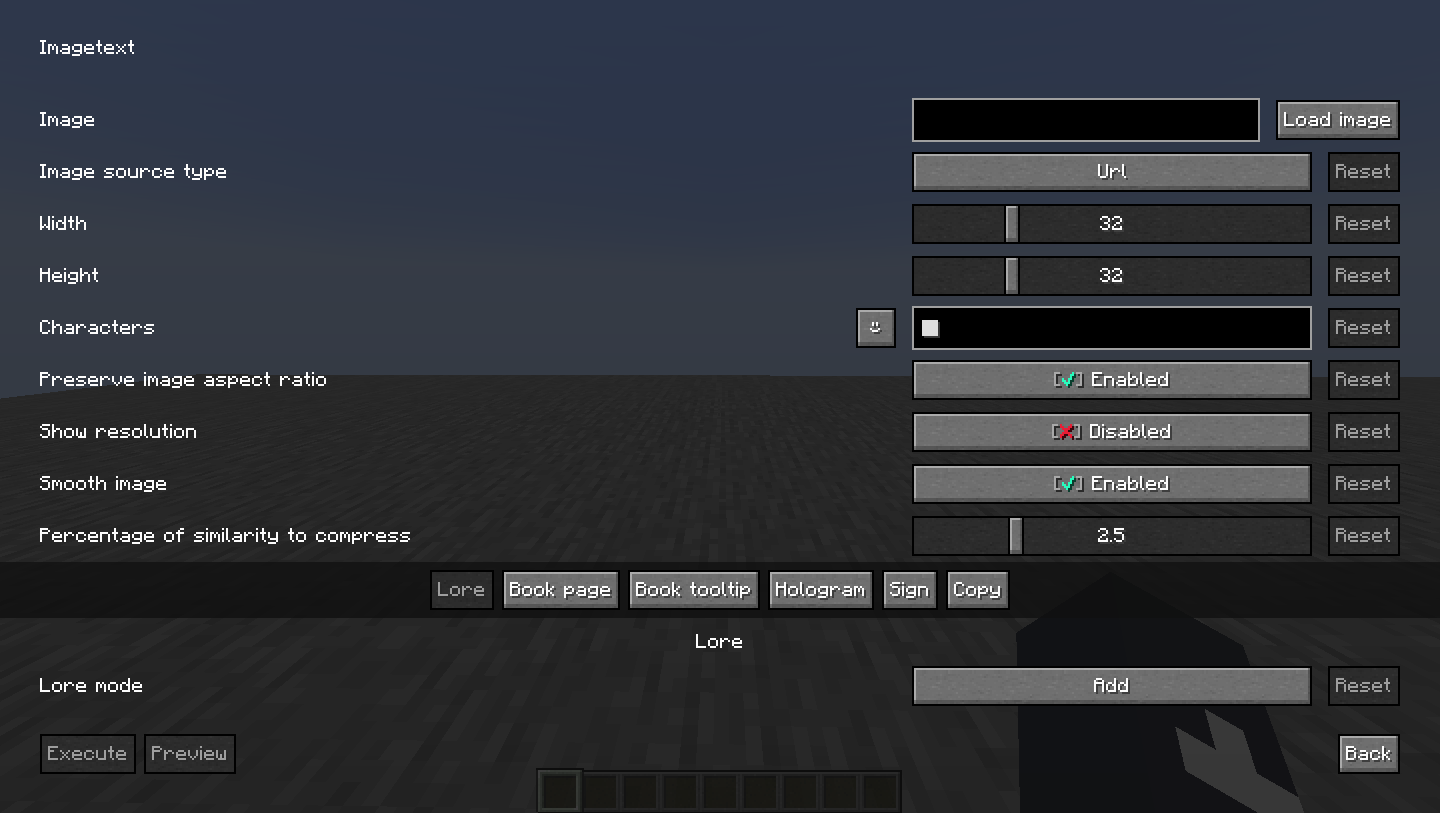 Imagetext
Image Load image
Image source type Url Reset
Width 32 Reset
Height 32 Reset
Characters Reset
Preserve image aspect ratio [✓] Enabled Reset
Show resolution [✗] Disabled Reset
Smooth image [✓] Enabled Reset
Percentage of similarity to compress 2.5 Reset
Lore Book page Book tooltip Hologram Sign Copy
Lore
Lore mode Add Reset
Execute Preview Back